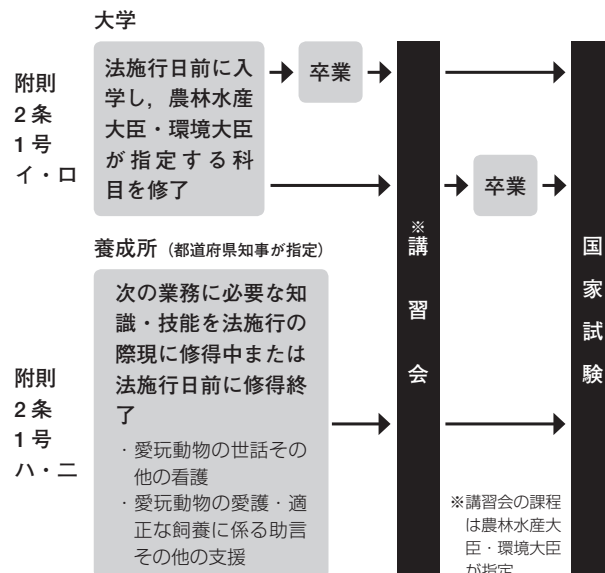 大学
附則
2条
1号
イ・ロ
法施行日前に入
学し，農林水産
大臣・環境大臣
が指定する科
目を修了
卒業
卒業
養成所（都道府県知事が指定）
附則
2条
1号
ハ・ニ
次の業務に必要な知
識・技能を法施行の
際現に修得中または
法施行日前に修得終
了
・愛玩動物の世話その
他の看護
・愛玩動物の愛護・適
正な飼養に係る助言
その他の支援
※講習会
国家試験
※講習会の課程
は農林水産大
臣・環境大臣
が指定